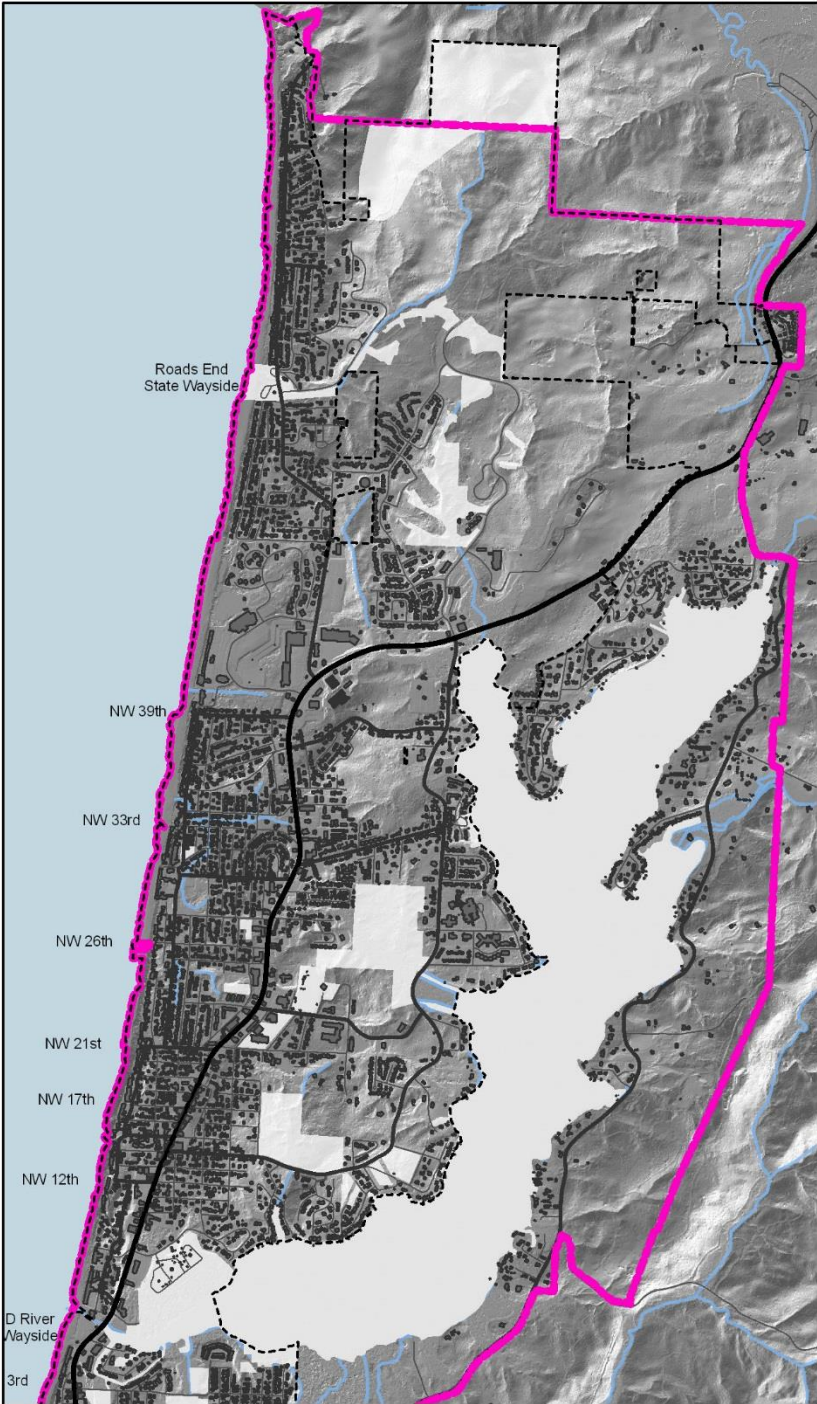 Roads End
State Wayside
NW 39th
NW 33rd
NW 26th
NW 21st
NW 17th
NW 12th
D River
Wayside
3rd